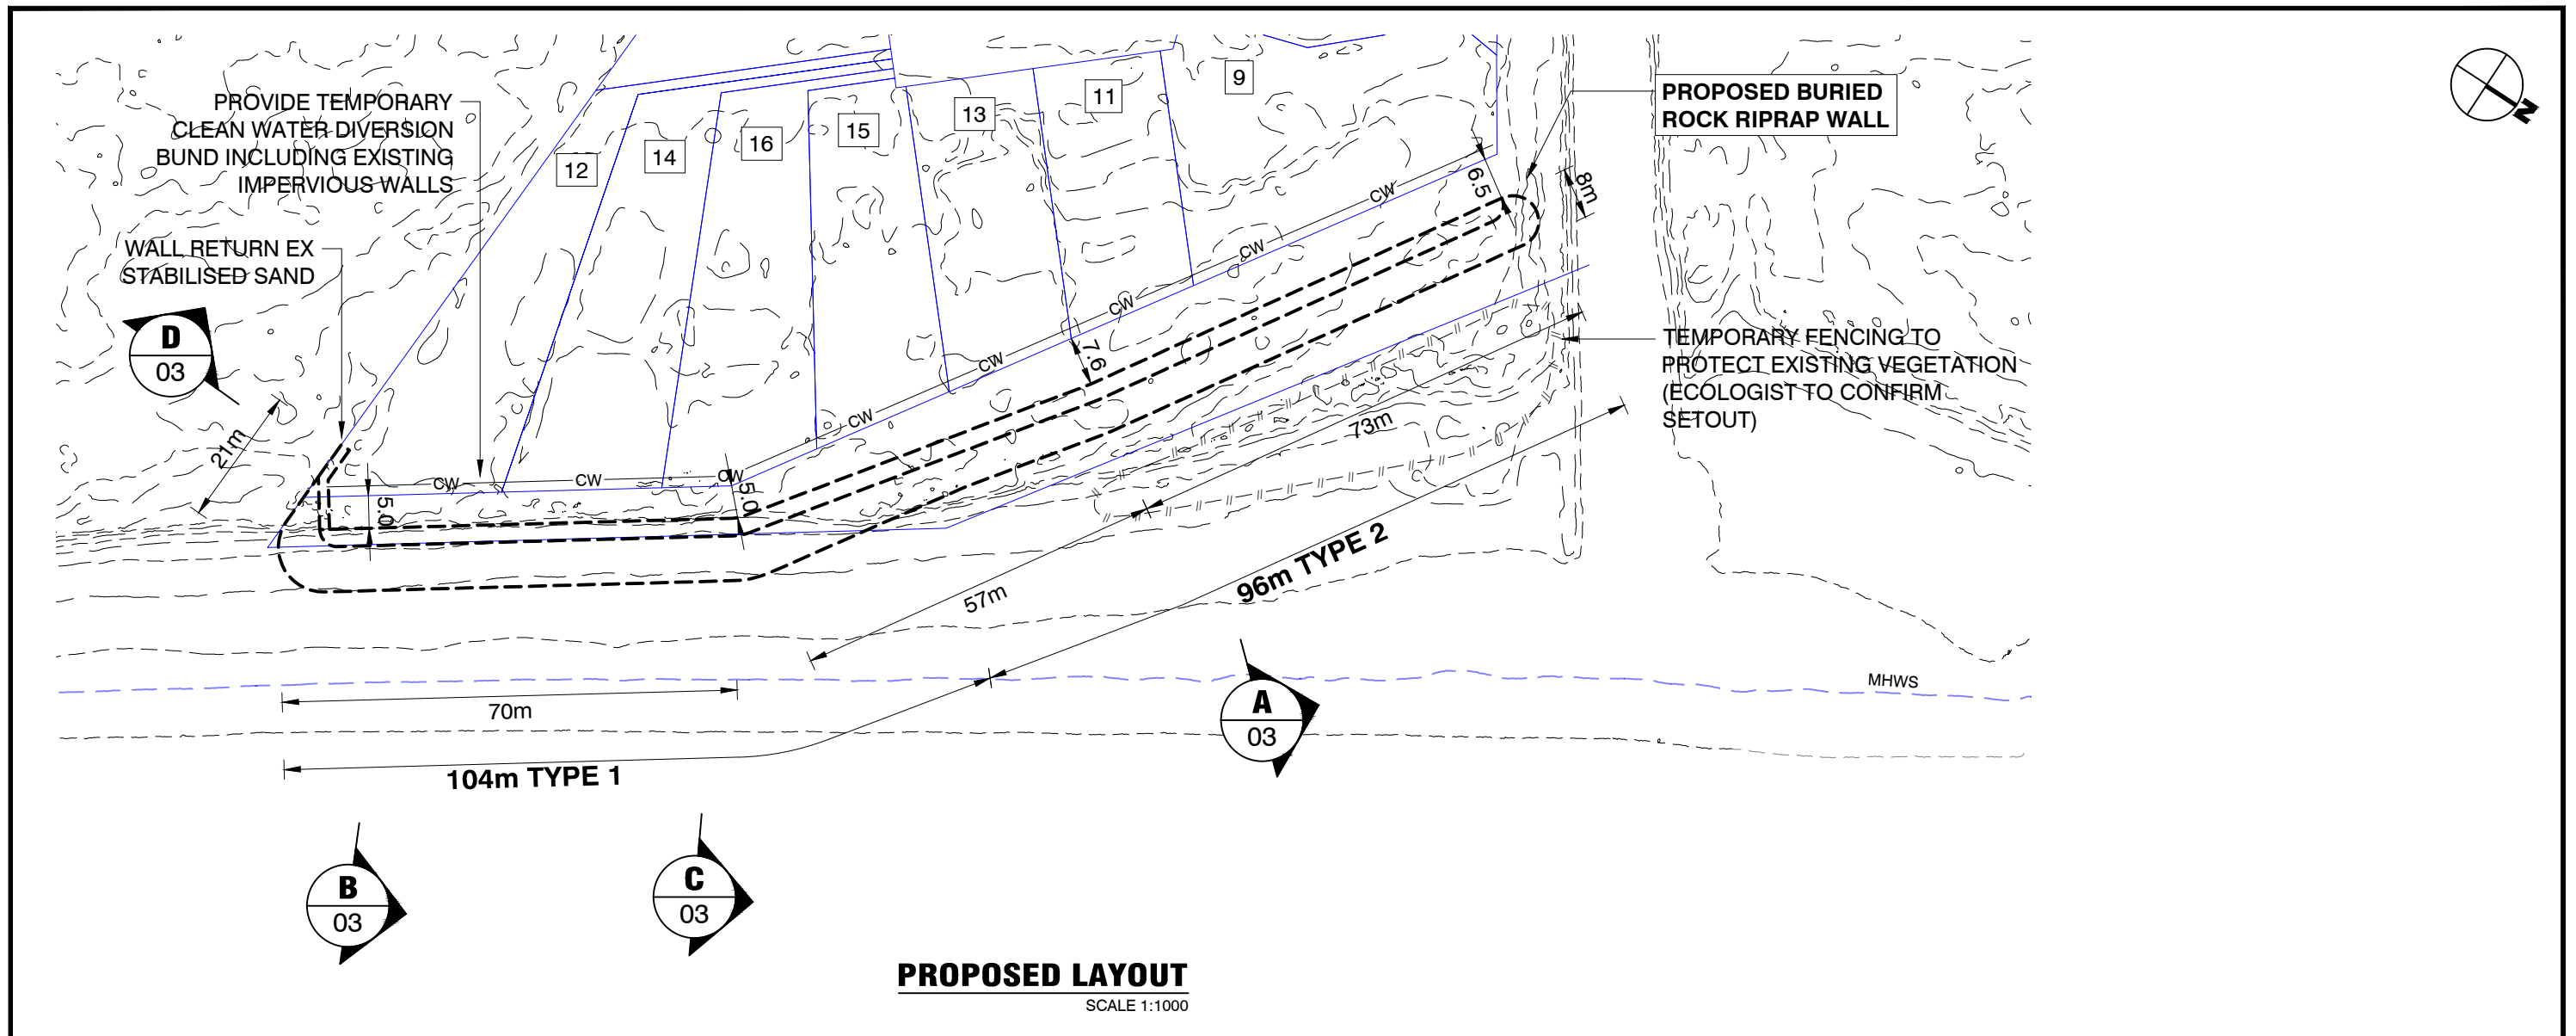 PROVIDE TEMPORARY
CLEAN WATER DIVERSION
BUND INCLUDING EXISTING
IMPERVIOUS WALLS
WALL RETURN EX
STABILISED SAND
D
03
21m
12
14
16
15
13
11
9
PROPOSED BURIED
ROCK RIPRAP WALL
N
6.5
8m
CW
CW
CW
CW
CW
CW
CW
CW
7.6
5.0
5.0
TEMPORARY FENCING TO
PROTECT EXISTING VEGETATION
(ECOLOGIST TO CONFIRM
SETOUT)
73m
96m TYPE 2
57m
70m
104m TYPE 1
MHWS
A
03
B
03
C
03
PROPOSED LAYOUT
SCALE 1:1000